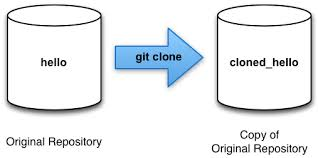 hello
git clone
cloned_hello
Original Repository
Copy of
Original Repository